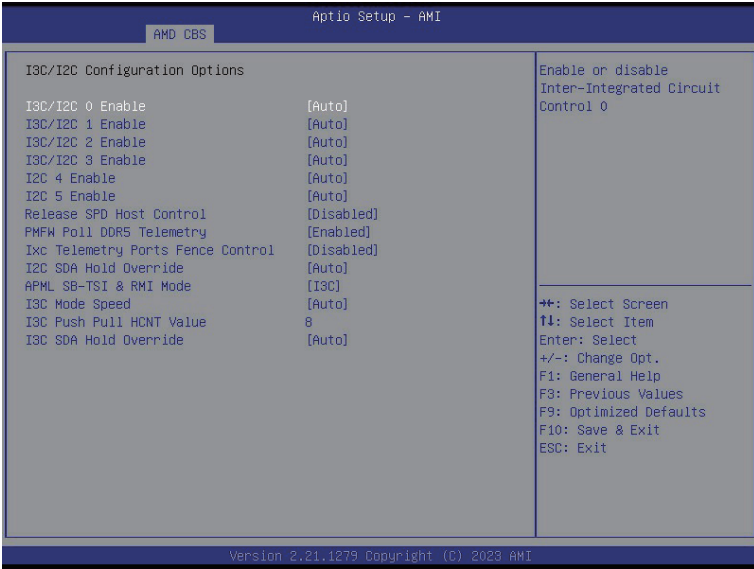 Aptio Setup – AMI
AMD CBS
I3C/I2C Configuration Options
I3C/I2C 0 Enable [Auto]
I3C/I2C 1 Enable [Auto]
I3C/I2C 2 Enable [Auto]
I3C/I2C 3 Enable [Auto]
I2C 4 Enable [Auto]
I2C 5 Enable [Auto]
Release SPD Host Control [Disabled]
PMFW Poll DDR5 Telemetry [Enabled]
Ixc Telemetry Ports Fence Control [Disabled]
I2C SDA Hold Override [Auto]
APML SB-TSI & RMI Mode [I3C]
I3C Mode Speed [Auto]
I3C Push Pull HCNT Value 8
I3C SDA Hold Override [Auto]
Enable or disable
Inter-Integrated Circuit
Control 0
→←: Select Screen
↑↓: Select Item
Enter: Select
+/-: Change Opt.
F1: General Help
F3: Previous Values
F9: Optimized Defaults
F10: Save & Exit
ESC: Exit
Version 2.21.1279 Copyright (C) 2023 AMI